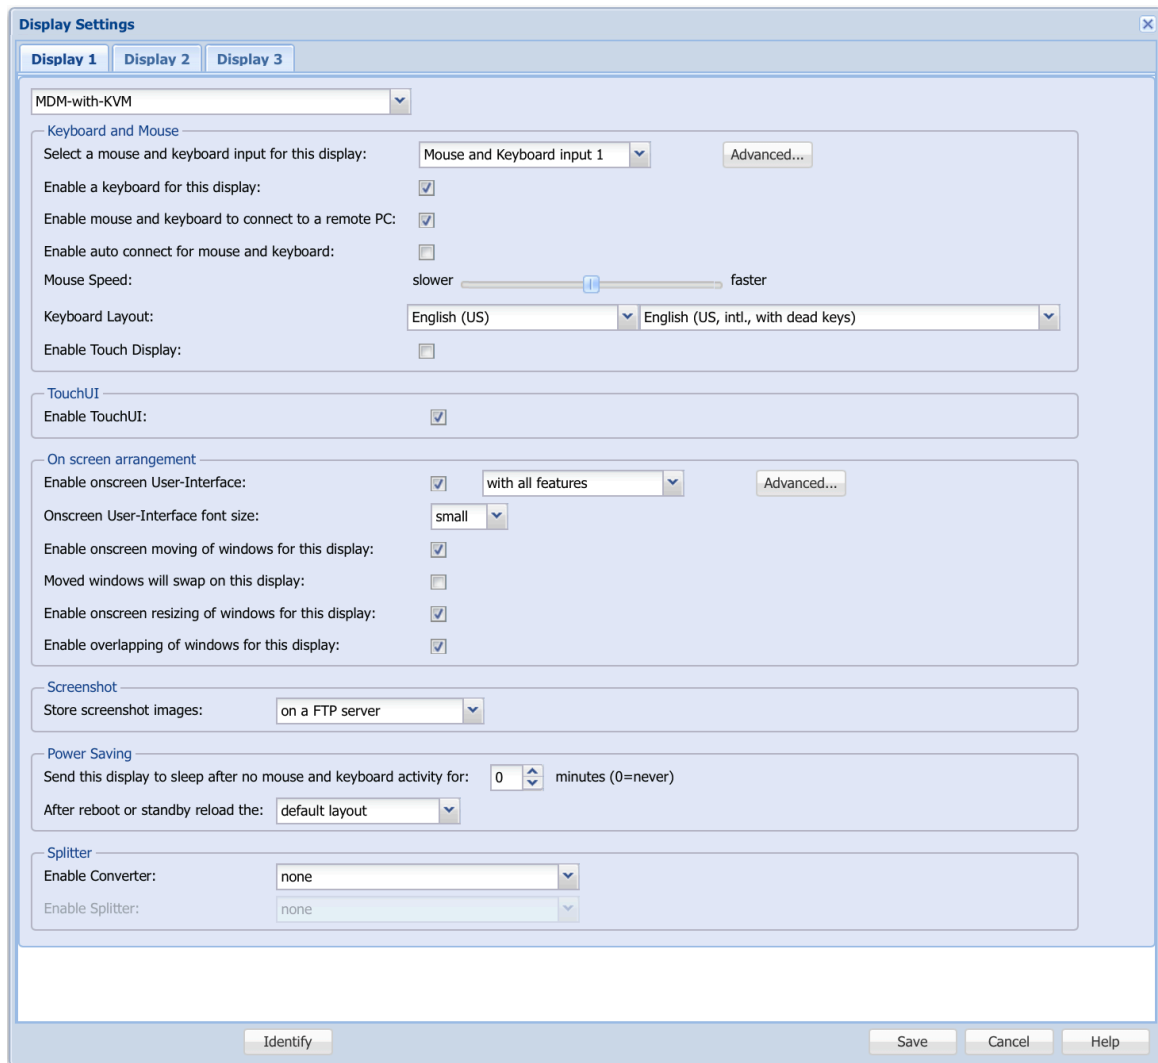 Display Settings
Display 1 Display 2 Display 3
MDM-with-KVM
Keyboard and Mouse
Select a mouse and keyboard input for this display: Mouse and Keyboard input 1 Advanced...
Enable a keyboard for this display:
Enable mouse and keyboard to connect to a remote PC:
Enable auto connect for mouse and keyboard:
Mouse Speed: slower faster
Keyboard Layout: English (US) English (US, intl., with dead keys)
Enable Touch Display:
TouchUI
Enable TouchUI:
On screen arrangement
Enable onscreen User-Interface: with all features Advanced...
Onscreen User-Interface font size: small
Enable onscreen moving of windows for this display:
Moved windows will swap on this display:
Enable onscreen resizing of windows for this display:
Enable overlapping of windows for this display:
Screenshot
Store screenshot images: on a FTP server
Power Saving
Send this display to sleep after no mouse and keyboard activity for: 0 minutes (0=never)
After reboot or standby reload the: default layout
Splitter
Enable Converter: none
Enable Splitter: none
Identify Save Cancel Help